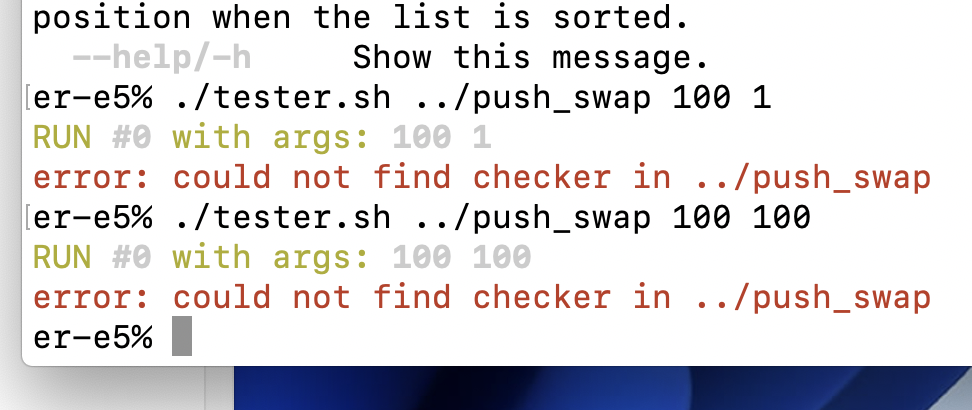 position when the list is sorted.
--help/-h Show this message.
[er-e5% ./tester.sh ../push_swap 100 1
RUN #0 with args: 100 1
error: could not find checker in ../push_swap
[er-e5% ./tester.sh ../push_swap 100 100
RUN #0 with args: 100 100
error: could not find checker in ../push_swap
er-e5%